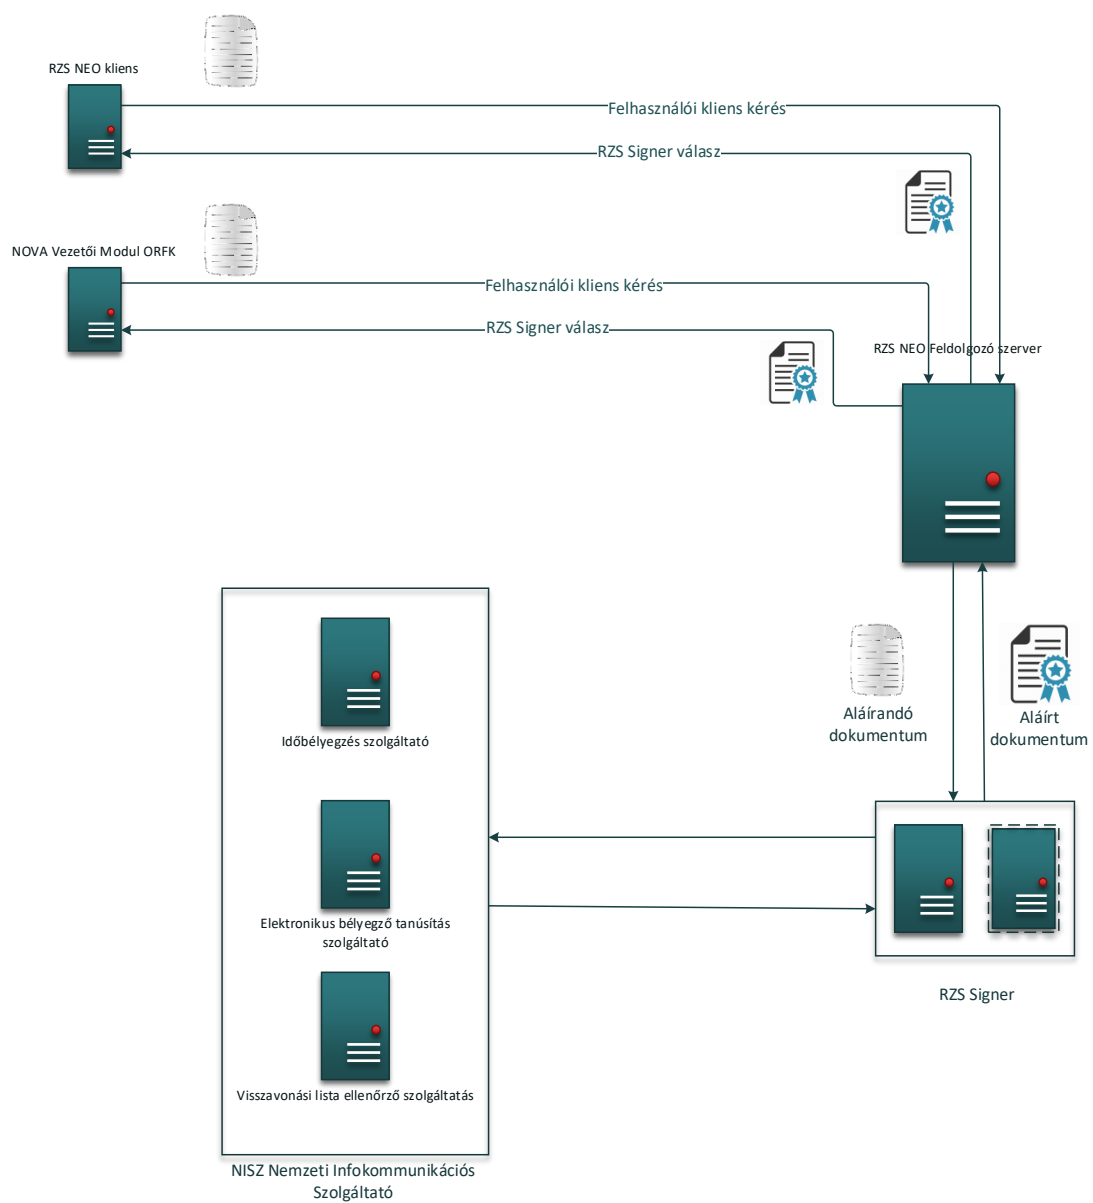 RZS NEO kliens
Felhasználói kliens kérés
RZS Signer válasz
NOVA Vezetői Modul ORFK
Felhasználói kliens kérés
RZS Signer válasz
RZS NEO Feldolgozó szerver
Aláírandó
dokumentum
Aláírt
dokumentum
Időbélyegzés szolgáltató
Elektronikus bélyegző tanúsítás
szolgáltató
Visszavonási lista ellenőrző szolgáltatás
RZS Signer
NISZ Nemzeti Infokommunikációs
Szolgáltató